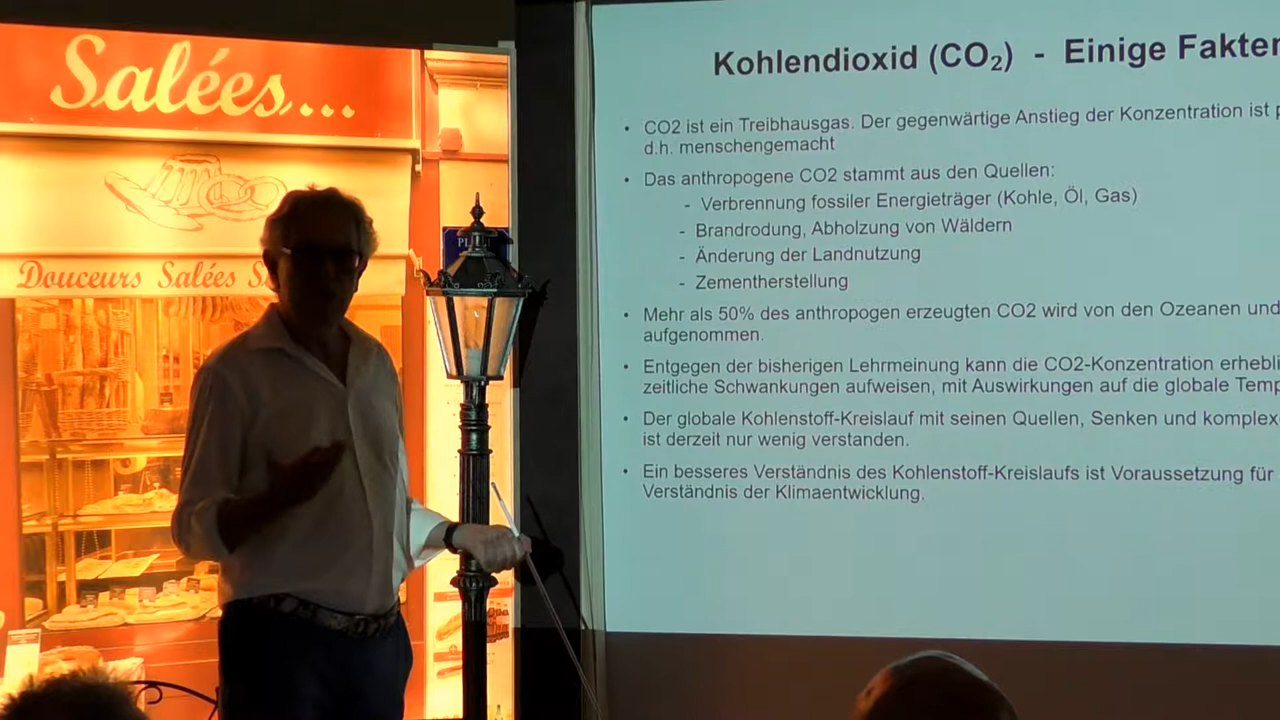 Salées...
Douceurs Salées
Kohlendioxid (CO₂) - Einige Fakten
• CO2 ist ein Treibhausgas. Der gegenwärtige Anstieg der Konzentration ist
d.h. menschengemacht
• Das anthropogene CO2 stammt aus den Quellen:
- Verbrennung fossiler Energieträger (Kohle, Öl, Gas)
- Brandrodung, Abholzung von Wäldern
- Änderung der Landnutzung
- Zementherstellung
• Mehr als 50% des anthropogen erzeugten CO2 wird von den Ozeanen und
aufgenommen.
• Entgegen der bisherigen Lehrmeinung kann die CO2-Konzentration erhebli
zeitliche Schwankungen aufweisen, mit Auswirkungen auf die globale Temp
• Der globale Kohlenstoff-Kreislauf mit seinen Quellen, Senken und komplex
ist derzeit nur wenig verstanden.
• Ein besseres Verständnis des Kohlenstoff-Kreislaufs ist Voraussetzung für
Verständnis der Klimaentwicklung.